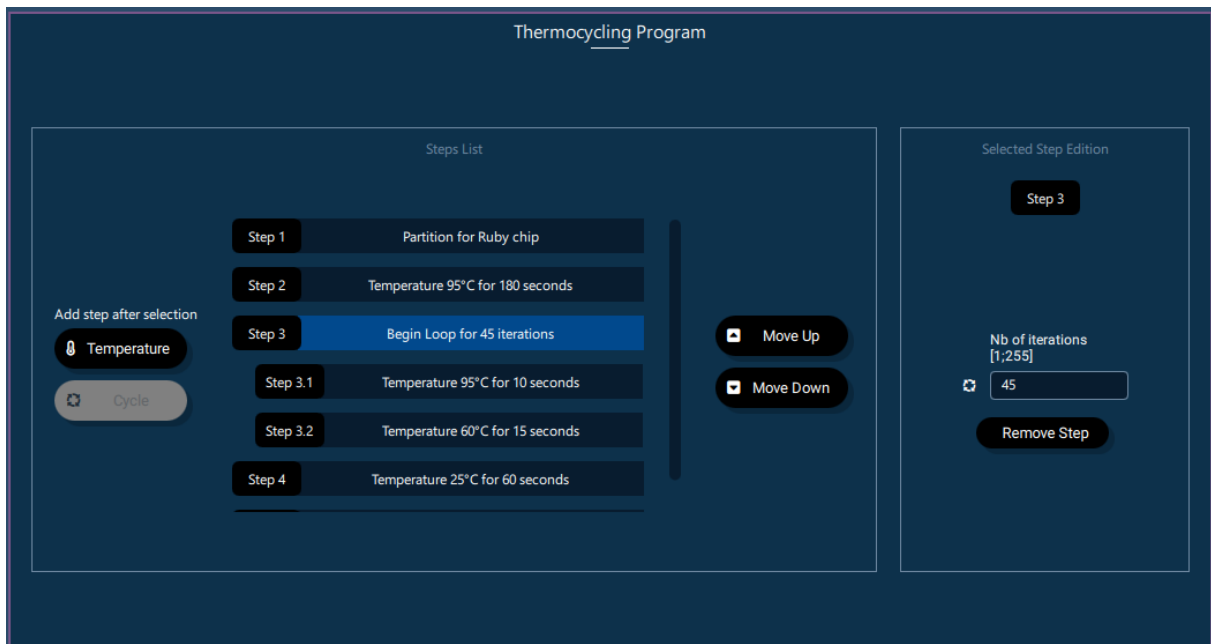 Thermocycling Program
Steps List
Add step after selection
Temperature
Cycle
Step 1 Partition for Ruby chip
Step 2 Temperature 95°C for 180 seconds
Step 3 Begin Loop for 45 iterations
Step 3.1 Temperature 95°C for 10 seconds
Step 3.2 Temperature 60°C for 15 seconds
Step 4 Temperature 25°C for 60 seconds
Move Up
Move Down
Selected Step Edition
Step 3
Nb of iterations
[1;255]
45
Remove Step